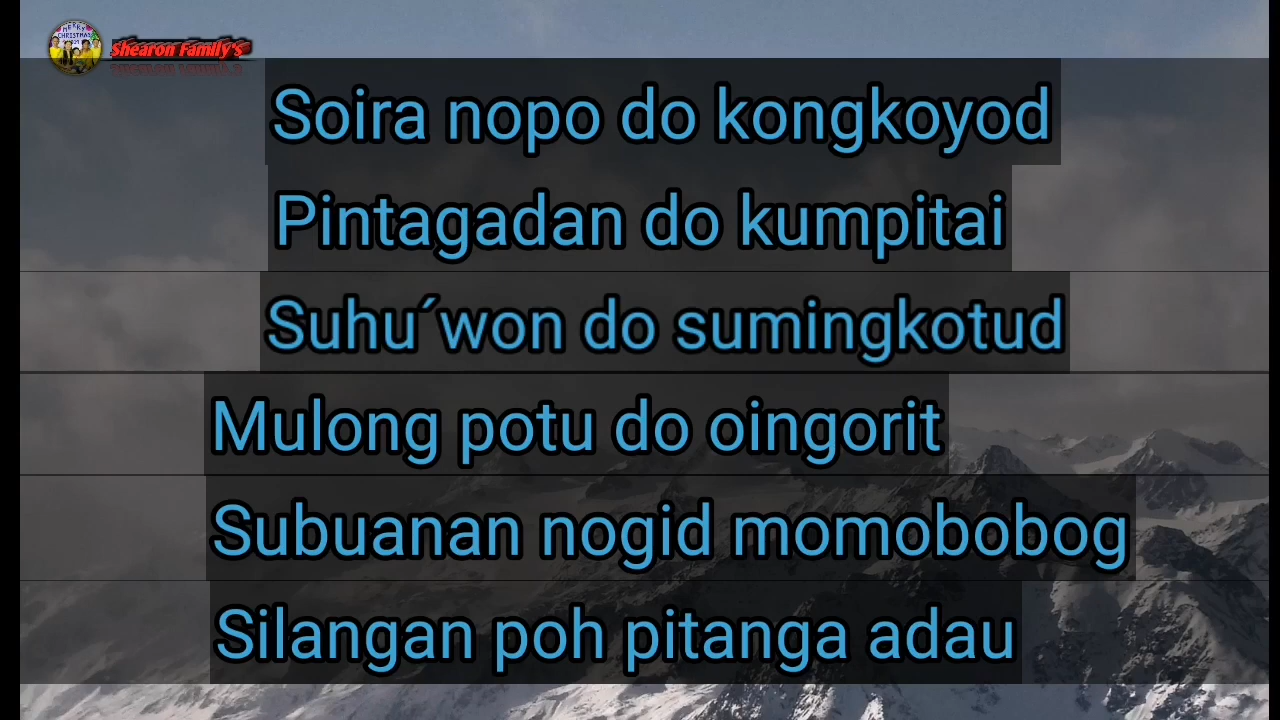 Shearon Family's
Soira nopo do kongkoyod
Pintagadan do kumpitai
Suhu´won do sumingkotud
Mulong potu do oingorit
Subuanan nogid momobobog
Silangan poh pitanga adau